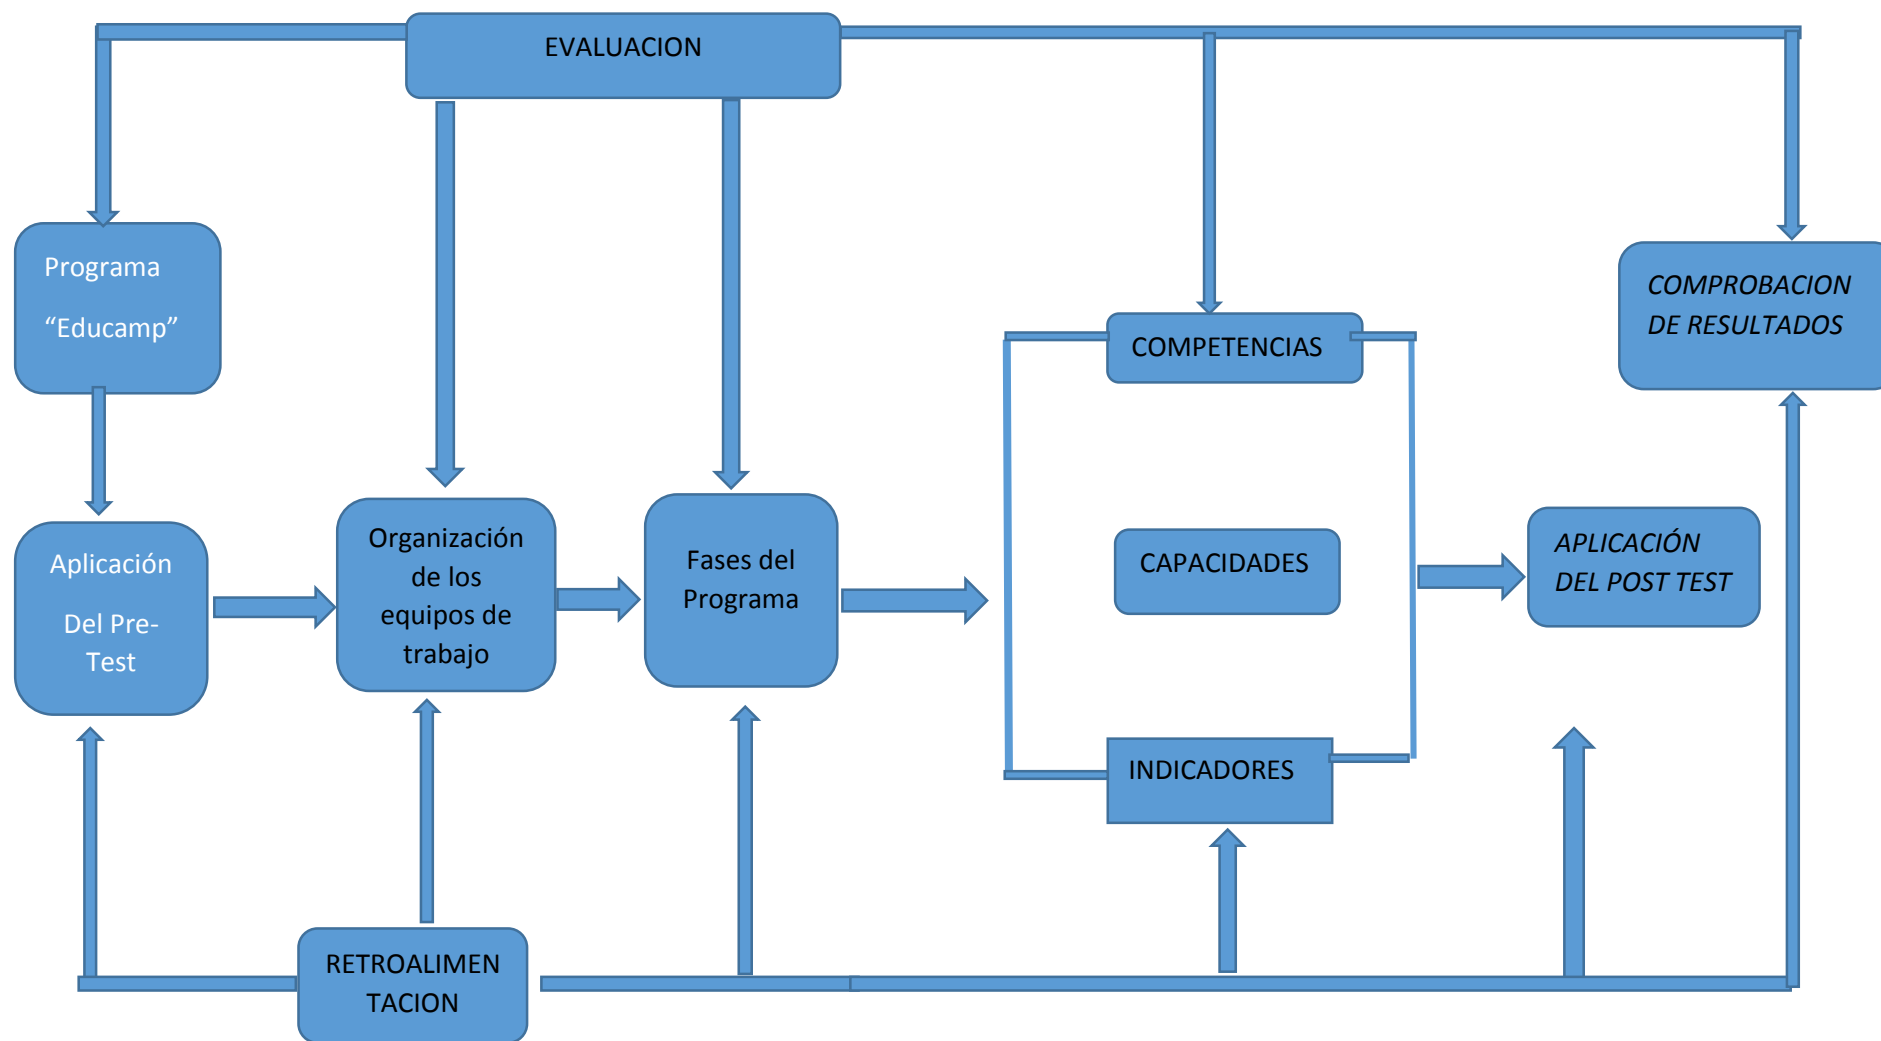 EVALUACION
Programa
“Educamp”
COMPROBACION
DE RESULTADOS
COMPETENCIAS
Aplicación
Del Pre-
Test
Organización
de los
equipos de
trabajo
Fases del
Programa
CAPACIDADES
APLICACIÓN
DEL POST TEST
INDICADORES
RETROALIMEN
TACION